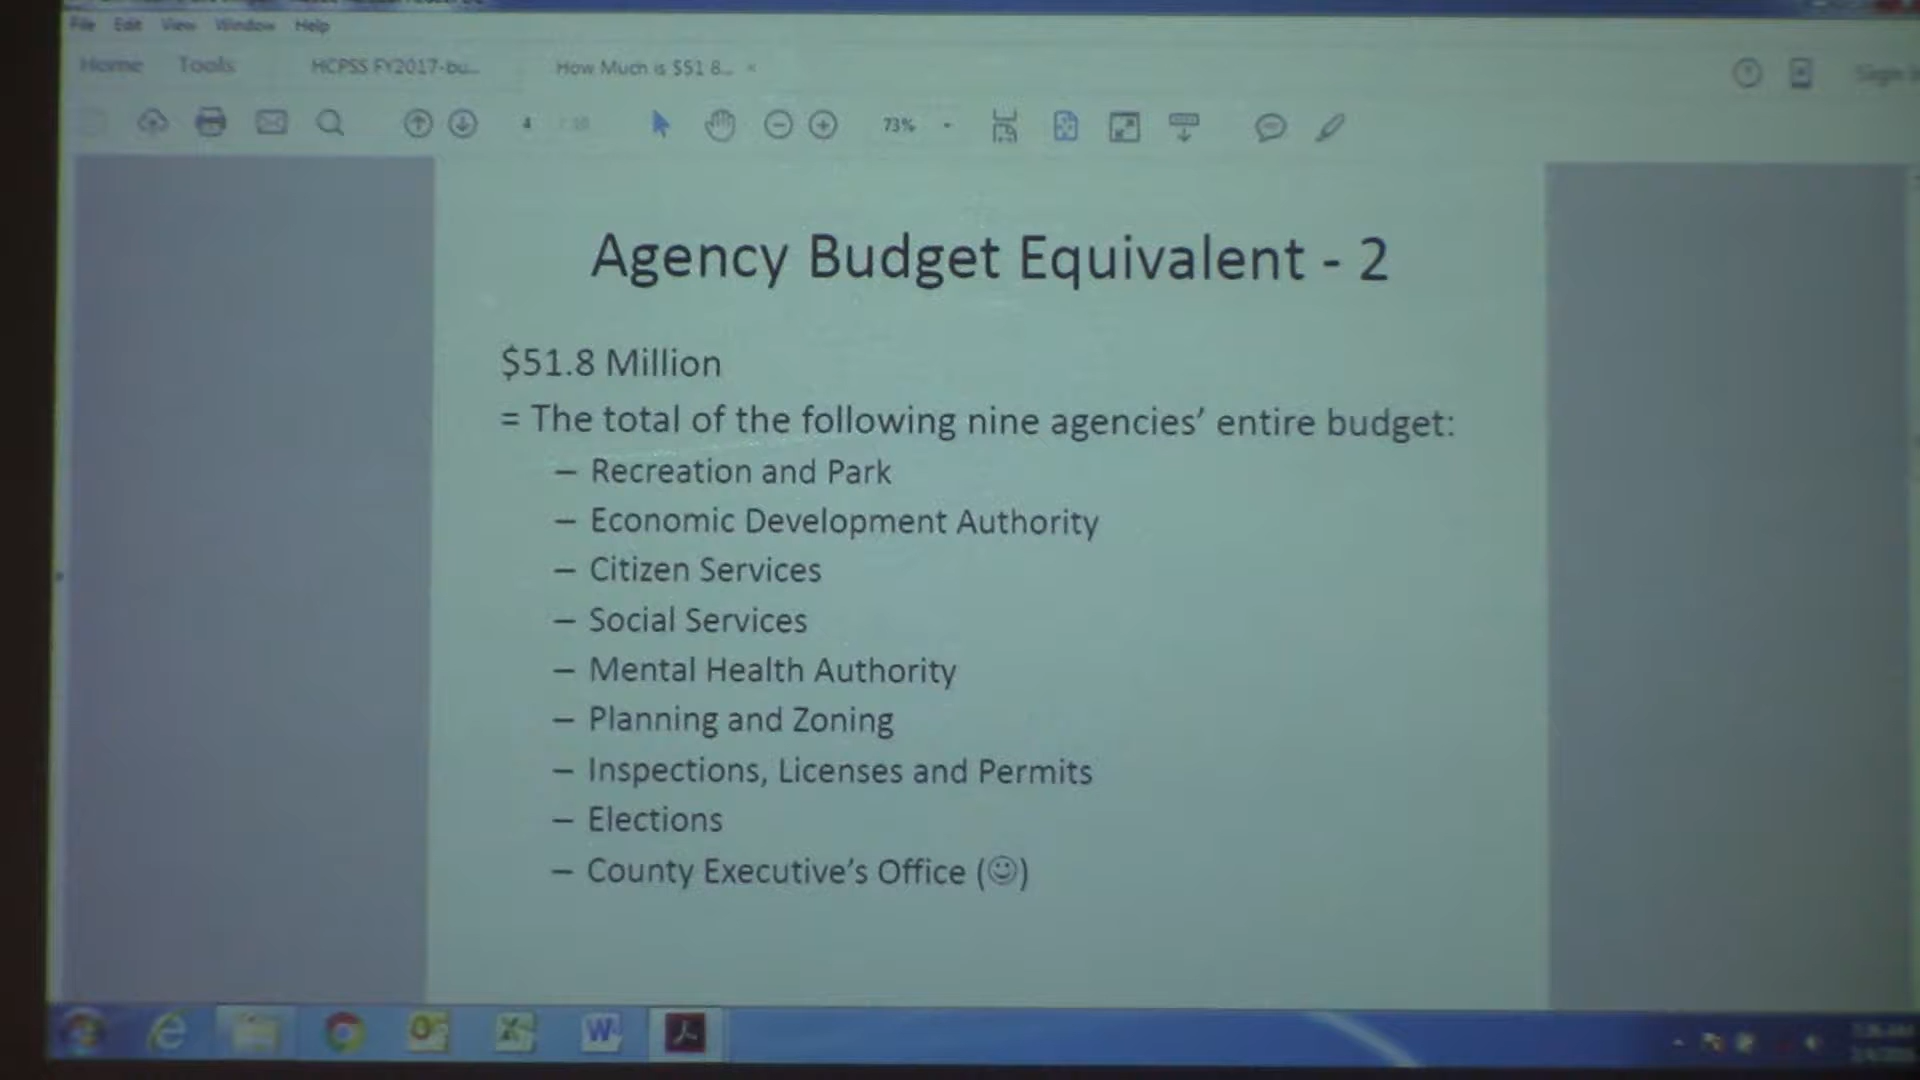 File Edit View Window Help
Home Tools HCPSS FY2017-bu... How Much is $51 8... ×
4 73%
Agency Budget Equivalent - 2
$51.8 Million
= The total of the following nine agencies’ entire budget:
– Recreation and Park
– Economic Development Authority
– Citizen Services
– Social Services
– Mental Health Authority
– Planning and Zoning
– Inspections, Licenses and Permits
– Elections
– County Executive’s Office (☺)